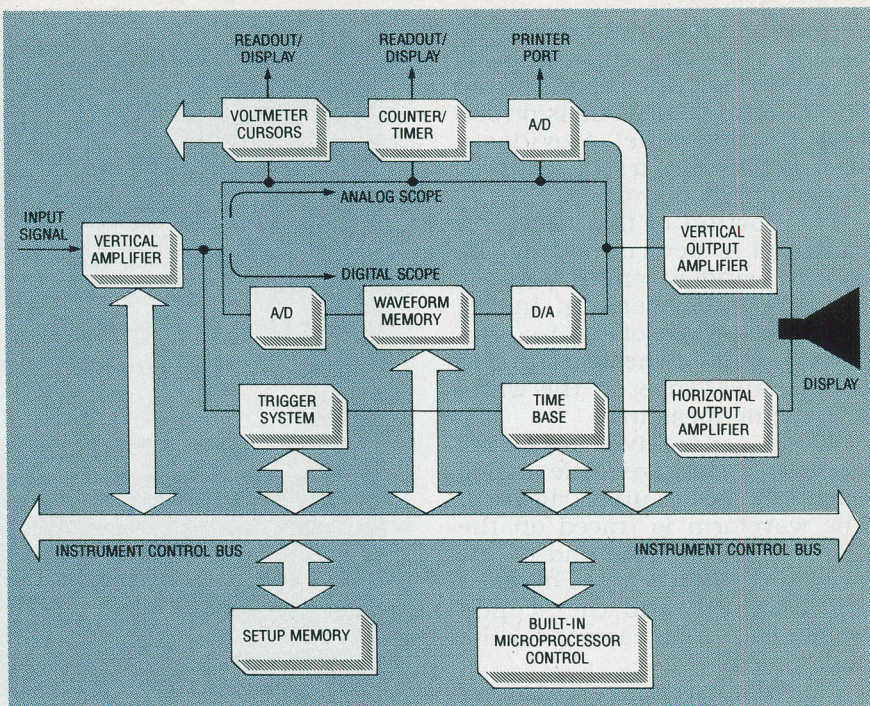 READOUT/
DISPLAY
READOUT/
DISPLAY
PRINTER
PORT
VOLTMETER
CURSORS
COUNTER/
TIMER
A/D
ANALOG SCOPE
INPUT
SIGNAL
VERTICAL
AMPLIFIER
VERTICAL
OUTPUT
AMPLIFIER
DIGITAL SCOPE
A/D
WAVEFORM
MEMORY
D/A
DISPLAY
TRIGGER
SYSTEM
TIME
BASE
HORIZONTAL
OUTPUT
AMPLIFIER
INSTRUMENT CONTROL BUS
INSTRUMENT CONTROL BUS
SETUP MEMORY
BUILT-IN
MICROPROCESSOR
CONTROL